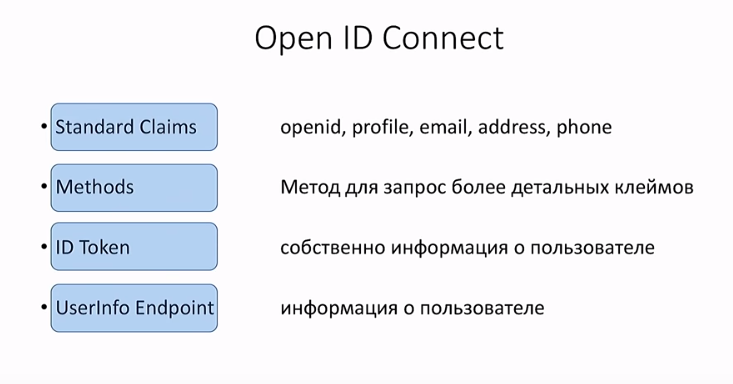 Open ID Connect
• Standard Claims openid, profile, email, address, phone
• Methods Метод для запрос более детальных клеймов
• ID Token собственно информация о пользователе
• UserInfo Endpoint информация о пользователе